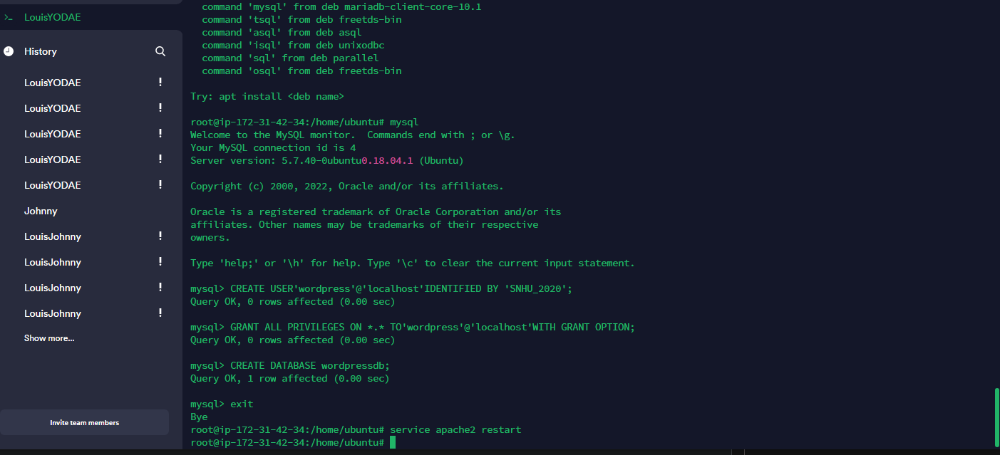 LouisYODAE
History
LouisYODAE !
LouisYODAE !
LouisYODAE !
LouisYODAE !
LouisYODAE !
Johnny
LouisJohnny !
LouisJohnny !
LouisJohnny !
LouisJohnny !
Show more...
Invite team members
command 'mysql' from deb mariadb-client-core-10.1
command 'tsql' from deb freetds-bin
command 'asql' from deb asql
command 'isql' from deb unixodbc
command 'sql' from deb parallel
command 'osql' from deb freetds-bin
Try: apt install <deb name>
root@ip-172-31-42-34:/home/ubuntu# mysql
Welcome to the MySQL monitor.  Commands end with ; or \g.
Your MySQL connection id is 4
Server version: 5.7.40-0ubuntu0.18.04.1 (Ubuntu)
Copyright (c) 2000, 2022, Oracle and/or its affiliates.
Oracle is a registered trademark of Oracle Corporation and/or its
affiliates. Other names may be trademarks of their respective
owners.
Type 'help;' or '\h' for help. Type '\c' to clear the current input statement.
mysql> CREATE USER'wordpress'@'localhost'IDENTIFIED BY 'SNHU_2020';
Query OK, 0 rows affected (0.00 sec)
mysql> GRANT ALL PRIVILEGES ON *.* TO'wordpress'@'localhost'WITH GRANT OPTION;
Query OK, 0 rows affected (0.00 sec)
mysql> CREATE DATABASE wordpressdb;
Query OK, 1 row affected (0.00 sec)
mysql> exit
Bye
root@ip-172-31-42-34:/home/ubuntu# service apache2 restart
root@ip-172-31-42-34:/home/ubuntu#